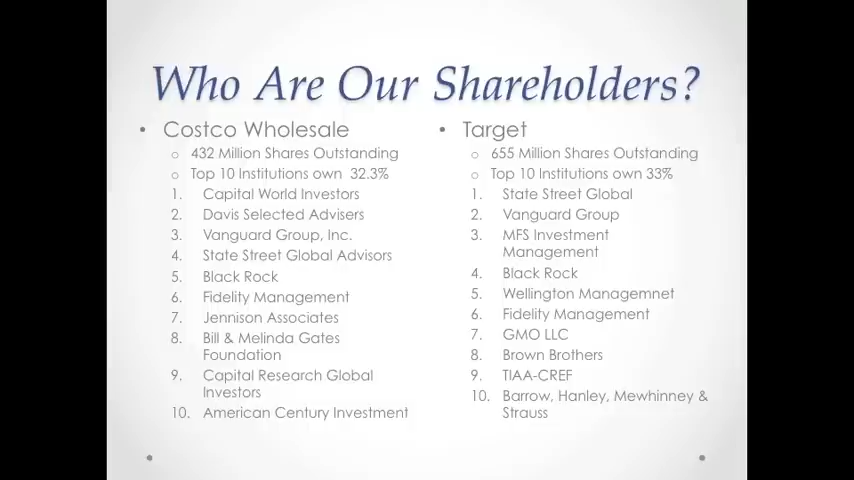 Who Are Our Shareholders?
• Costco Wholesale
o 432 Million Shares Outstanding
o Top 10 Institutions own 32.3%
1. Capital World Investors
2. Davis Selected Advisers
3. Vanguard Group, Inc.
4. State Street Global Advisors
5. Black Rock
6. Fidelity Management
7. Jennison Associates
8. Bill & Melinda Gates
Foundation
9. Capital Research Global
Investors
10. American Century Investment
• Target
o 655 Million Shares Outstanding
o Top 10 Institutions own 33%
1. State Street Global
2. Vanguard Group
3. MFS Investment
Management
4. Black Rock
5. Wellington Managemnet
6. Fidelity Management
7. GMO LLC
8. Brown Brothers
9. TIAA-CREF
10. Barrow, Hanley, Mewhinney &
Strauss